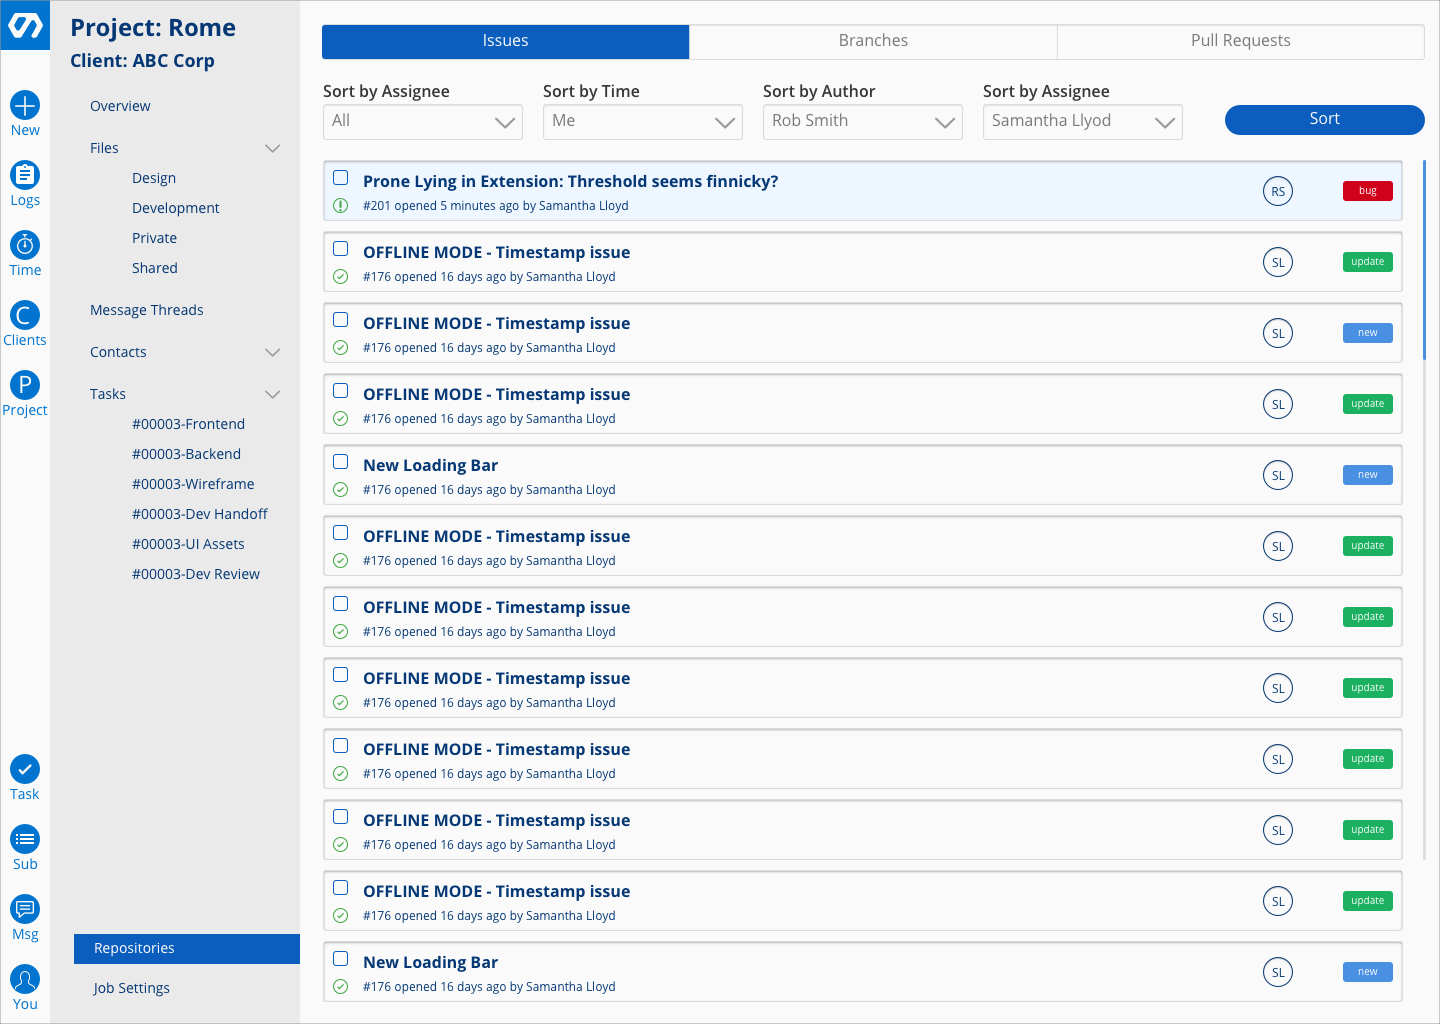 Project: Rome
Client: ABC Corp
New
Logs
Time
Clients
Project
Task
Sub
Msg
You
Overview
Files
Design
Development
Private
Shared
Message Threads
Contacts
Tasks
#00003-Frontend
#00003-Backend
#00003-Wireframe
#00003-Dev Handoff
#00003-UI Assets
#00003-Dev Review
Repositories
Job Settings
Issues Branches Pull Requests
Sort by Assignee Sort by Time Sort by Author Sort by Assignee
All Me Rob Smith Samantha Llyod Sort
Prone Lying in Extension: Threshold seems finnicky?
#201 opened 5 minutes ago by Samantha Lloyd
RS bug
OFFLINE MODE - Timestamp issue
#176 opened 16 days ago by Samantha Lloyd
SL update
OFFLINE MODE - Timestamp issue
#176 opened 16 days ago by Samantha Lloyd
SL new
OFFLINE MODE - Timestamp issue
#176 opened 16 days ago by Samantha Lloyd
SL update
New Loading Bar
#176 opened 16 days ago by Samantha Lloyd
SL new
OFFLINE MODE - Timestamp issue
#176 opened 16 days ago by Samantha Lloyd
SL update
OFFLINE MODE - Timestamp issue
#176 opened 16 days ago by Samantha Lloyd
SL update
OFFLINE MODE - Timestamp issue
#176 opened 16 days ago by Samantha Lloyd
SL update
OFFLINE MODE - Timestamp issue
#176 opened 16 days ago by Samantha Lloyd
SL update
OFFLINE MODE - Timestamp issue
#176 opened 16 days ago by Samantha Lloyd
SL update
OFFLINE MODE - Timestamp issue
#176 opened 16 days ago by Samantha Lloyd
SL update
New Loading Bar
#176 opened 16 days ago by Samantha Lloyd
SL new